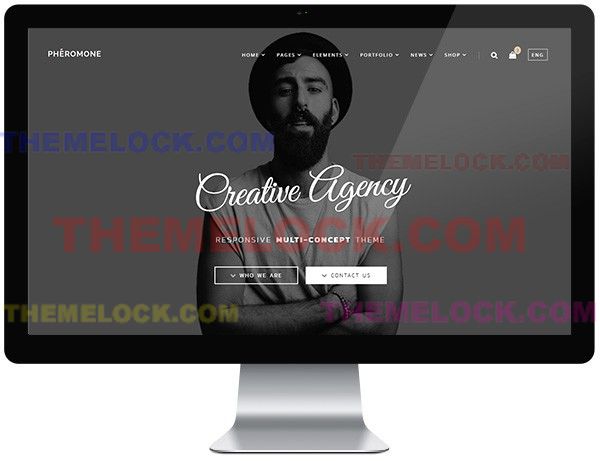 PHÉROMONE
HOME PAGES ELEMENTS PORTFOLIO NEWS SHOP ENG
THEMELOCK.COM
THEMELOCK.COM
Creative Agency
THEMELOCK.COM
RESPONSIVE MULTI-CONCEPT THEME
WHO WE ARE CONTACT US
THEMELOCK.COM
THEMELOCK.COM